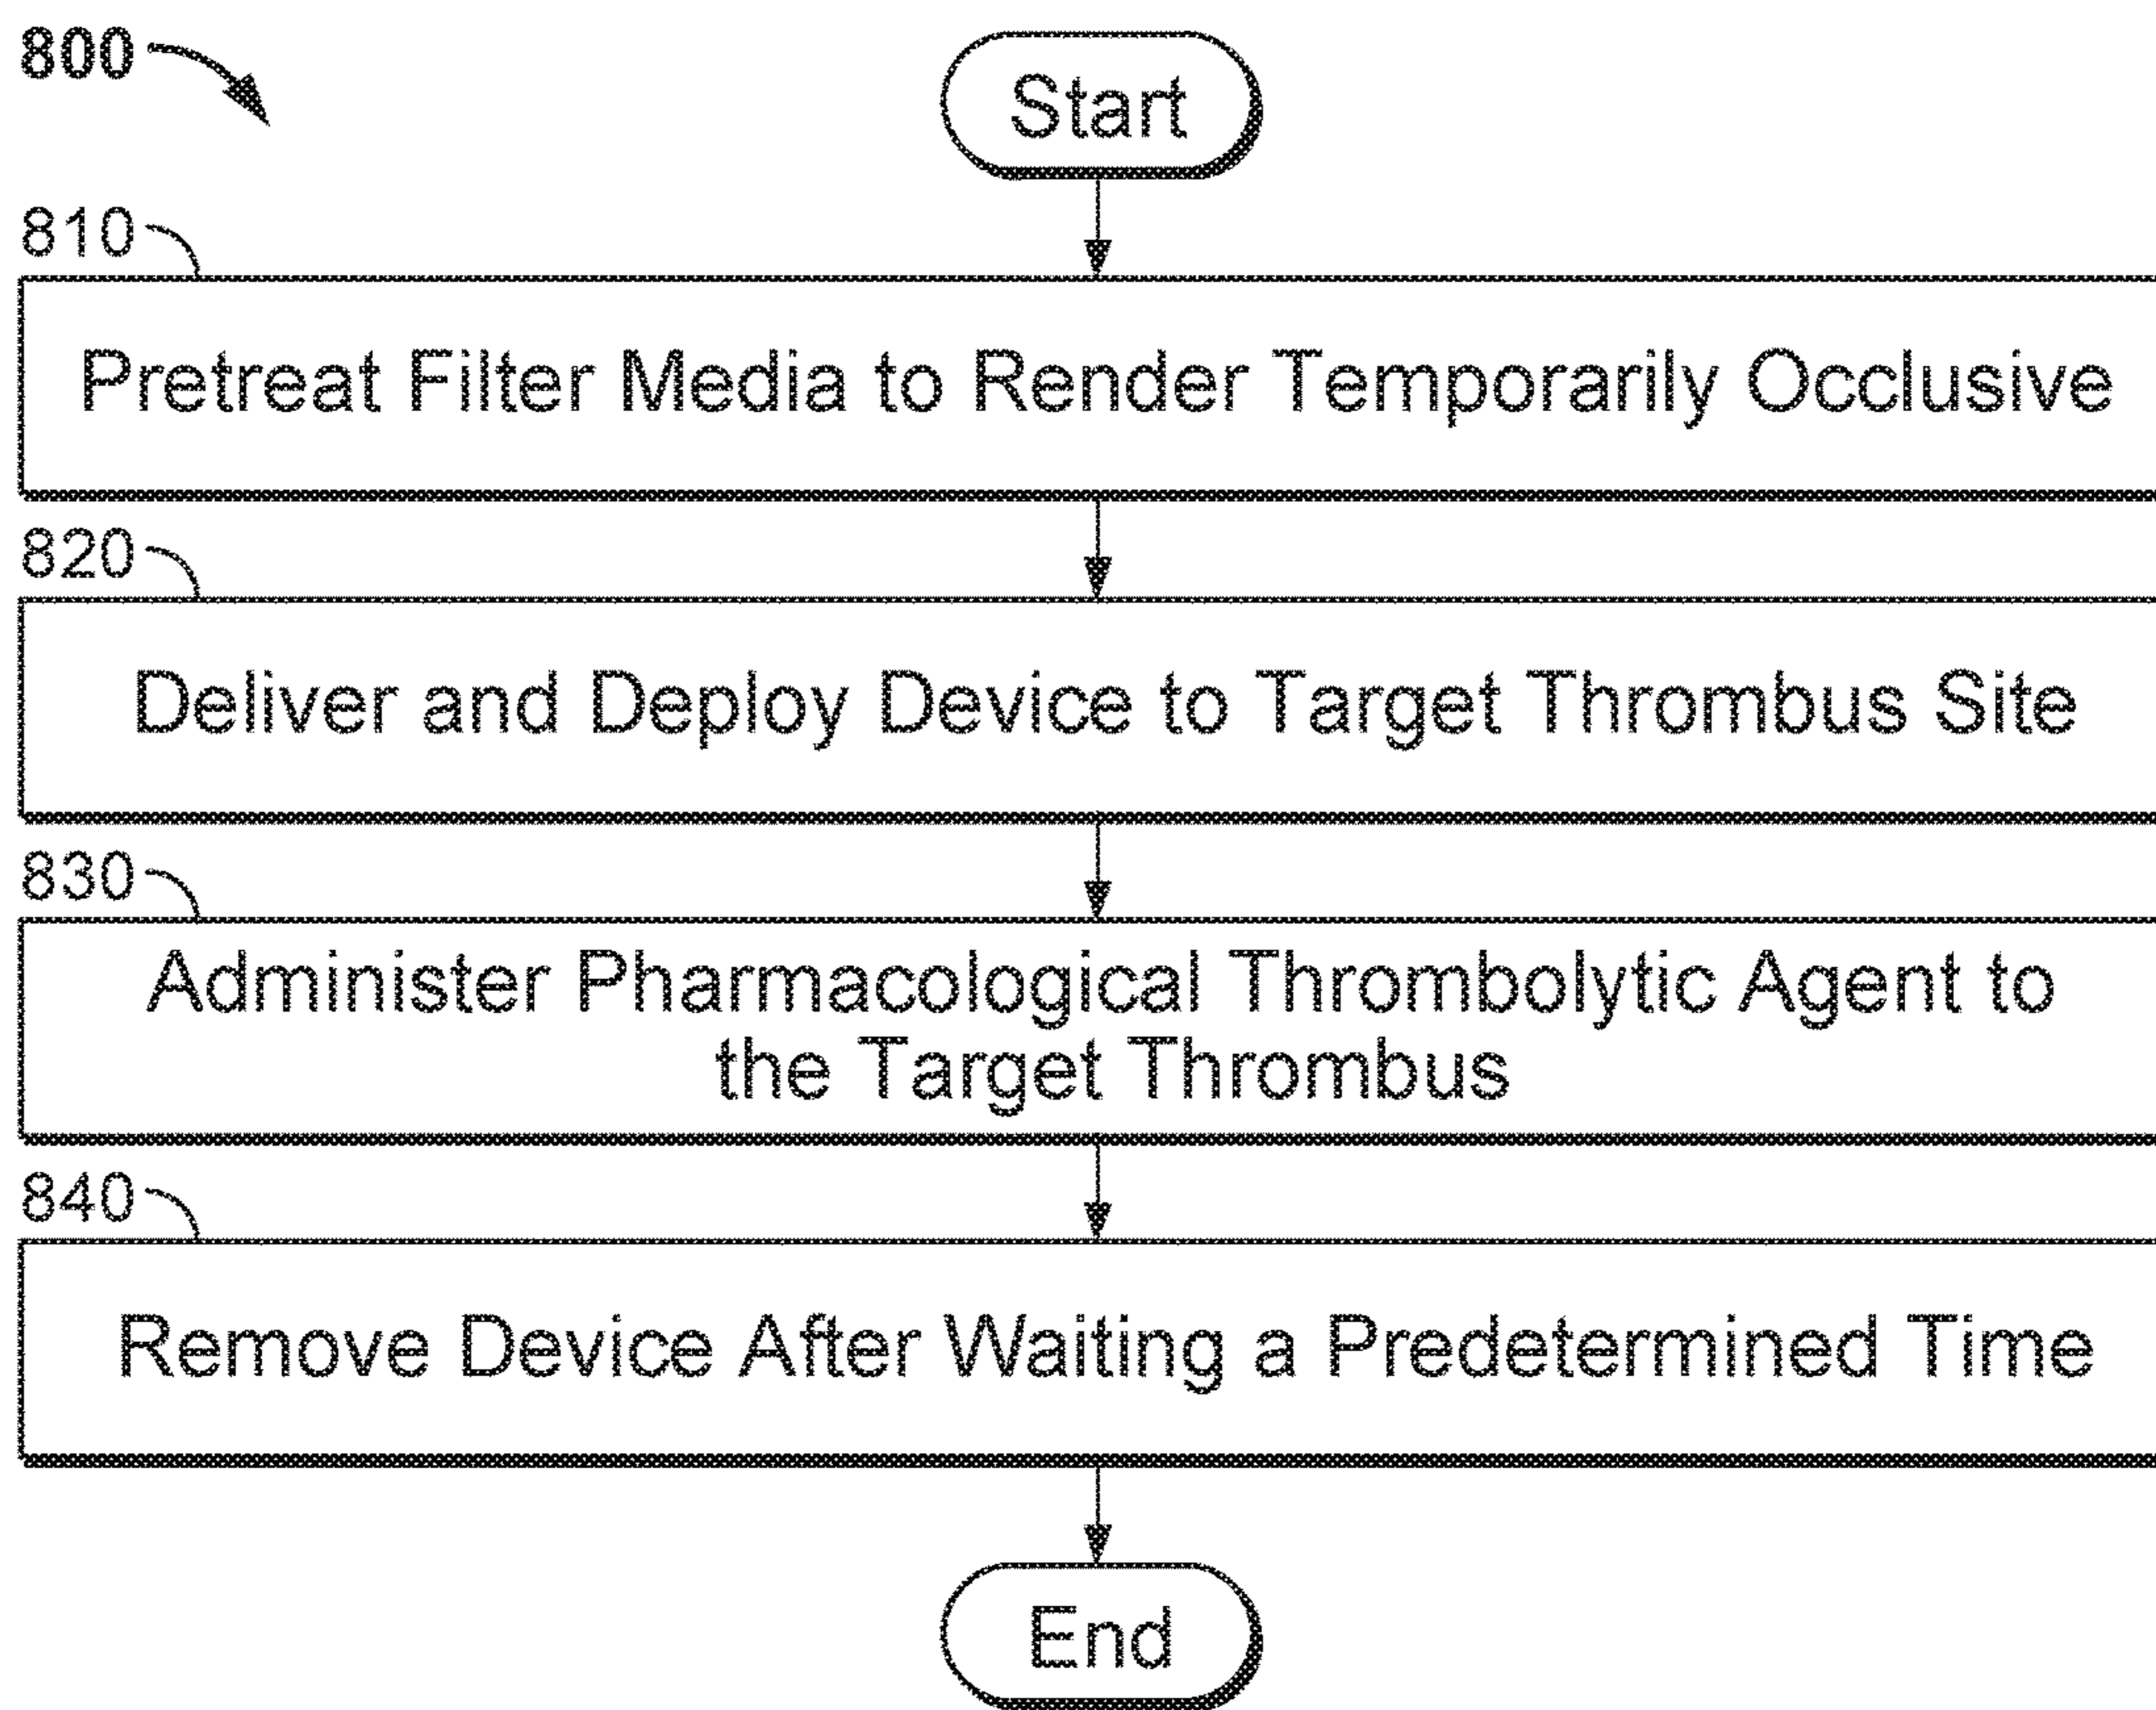 800
Start
810
Pretreat Filter Media to Render Temporarily Occlusive
820
Deliver and Deploy Device to Target Thrombus Site
830
Administer Pharmacological Thrombolytic Agent to
the Target Thrombus
840
Remove Device After Waiting a Predetermined Time
End